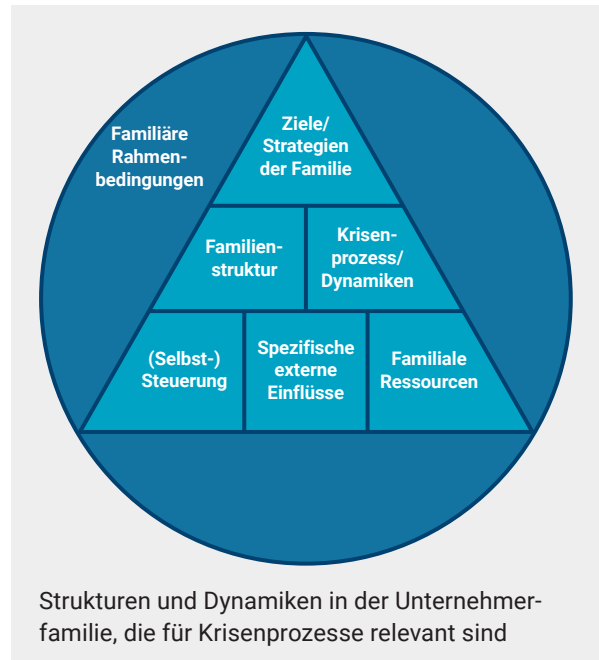 Familiäre
Rahmen-
bedingungen
Ziele/
Strategien
der Familie
Familien-
struktur
Krisen-
prozess/
Dynamiken
(Selbst-)
Steuerung
Spezifische
externe
Einflüsse
Familiale
Ressourcen
Strukturen und Dynamiken in der Unternehmer-
familie, die für Krisenprozesse relevant sind